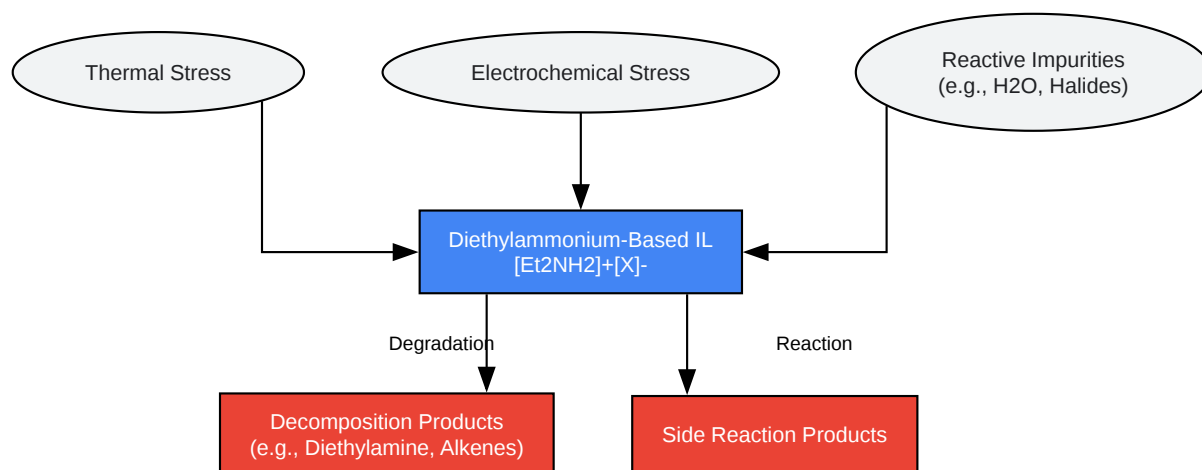 Thermal Stress
Electrochemical Stress
Reactive Impurities
(e.g., H2O, Halides)
Diethylammonium-Based IL
[Et2NH2]+[X]-
Degradation
Reaction
Decomposition Products
(e.g., Diethylamine, Alkenes)
Side Reaction Products